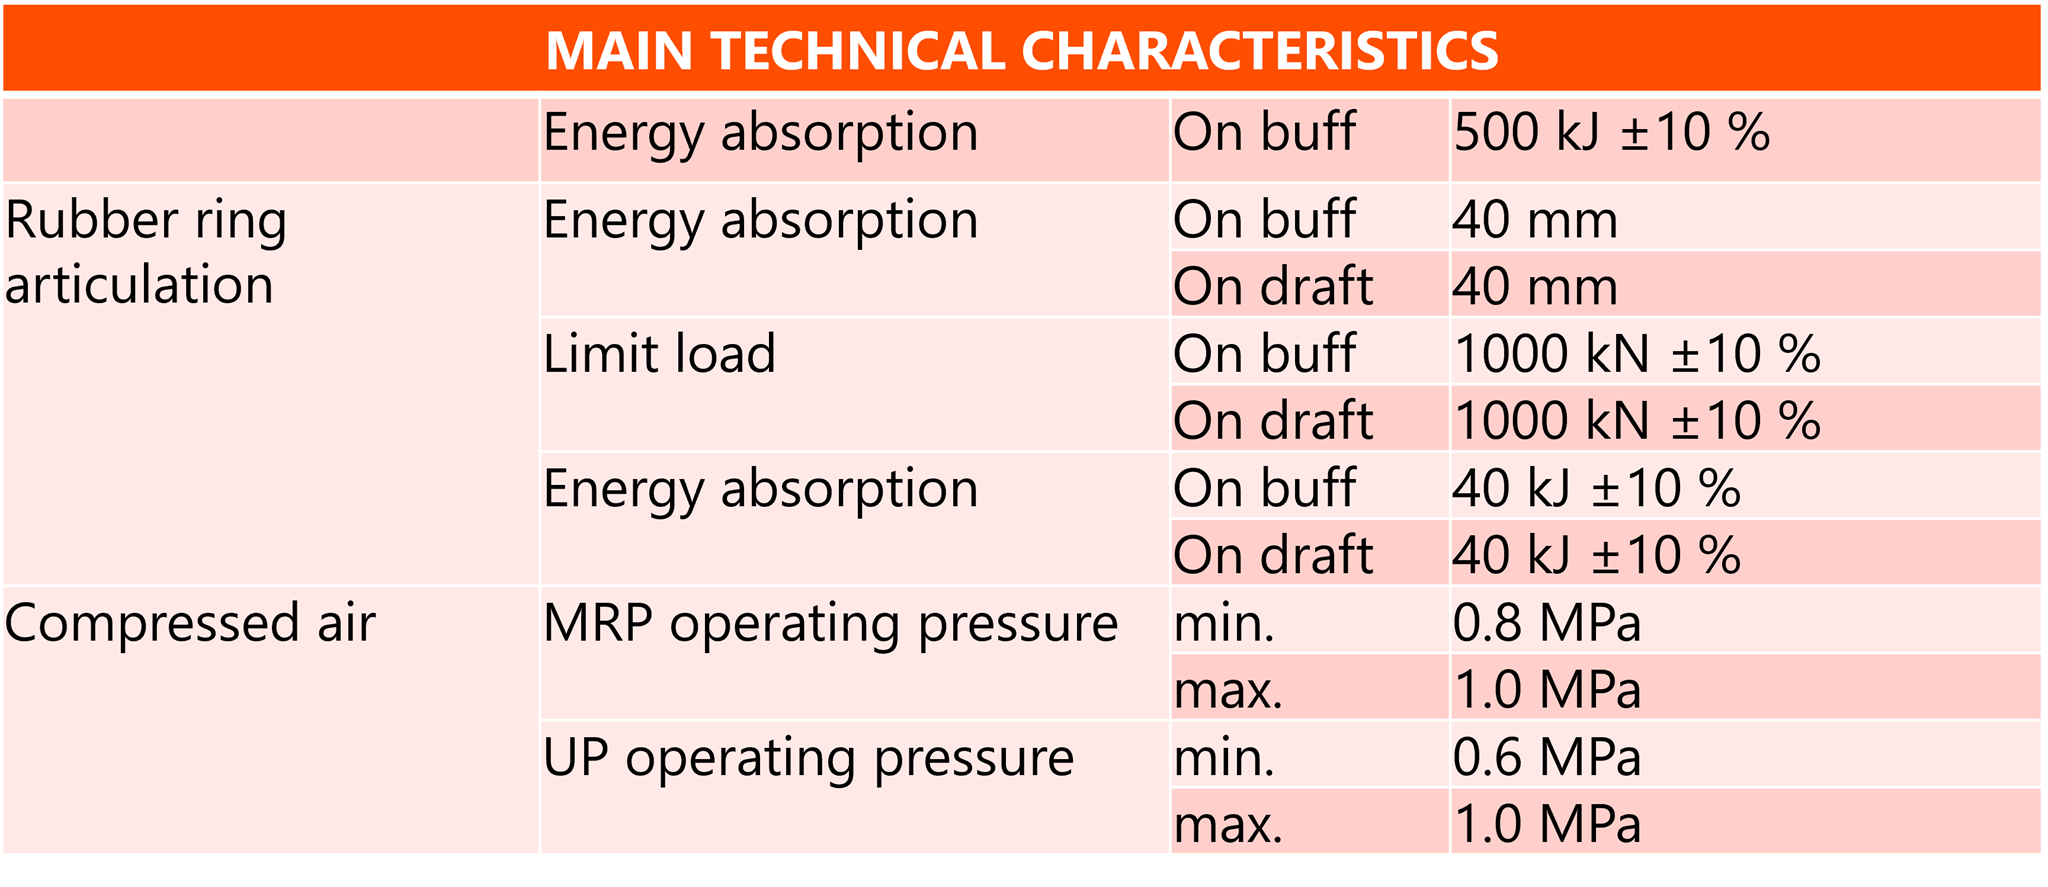 MAIN TECHNICAL CHARACTERISTICS
Energy absorption On buff 500 kJ ±10 %
Rubber ring articulation Energy absorption On buff 40 mm
On draft 40 mm
Limit load On buff 1000 kN ±10 %
On draft 1000 kN ±10 %
Energy absorption On buff 40 kJ ±10 %
On draft 40 kJ ±10 %
Compressed air MRP operating pressure min. 0.8 MPa
max. 1.0 MPa
UP operating pressure min. 0.6 MPa
max. 1.0 MPa